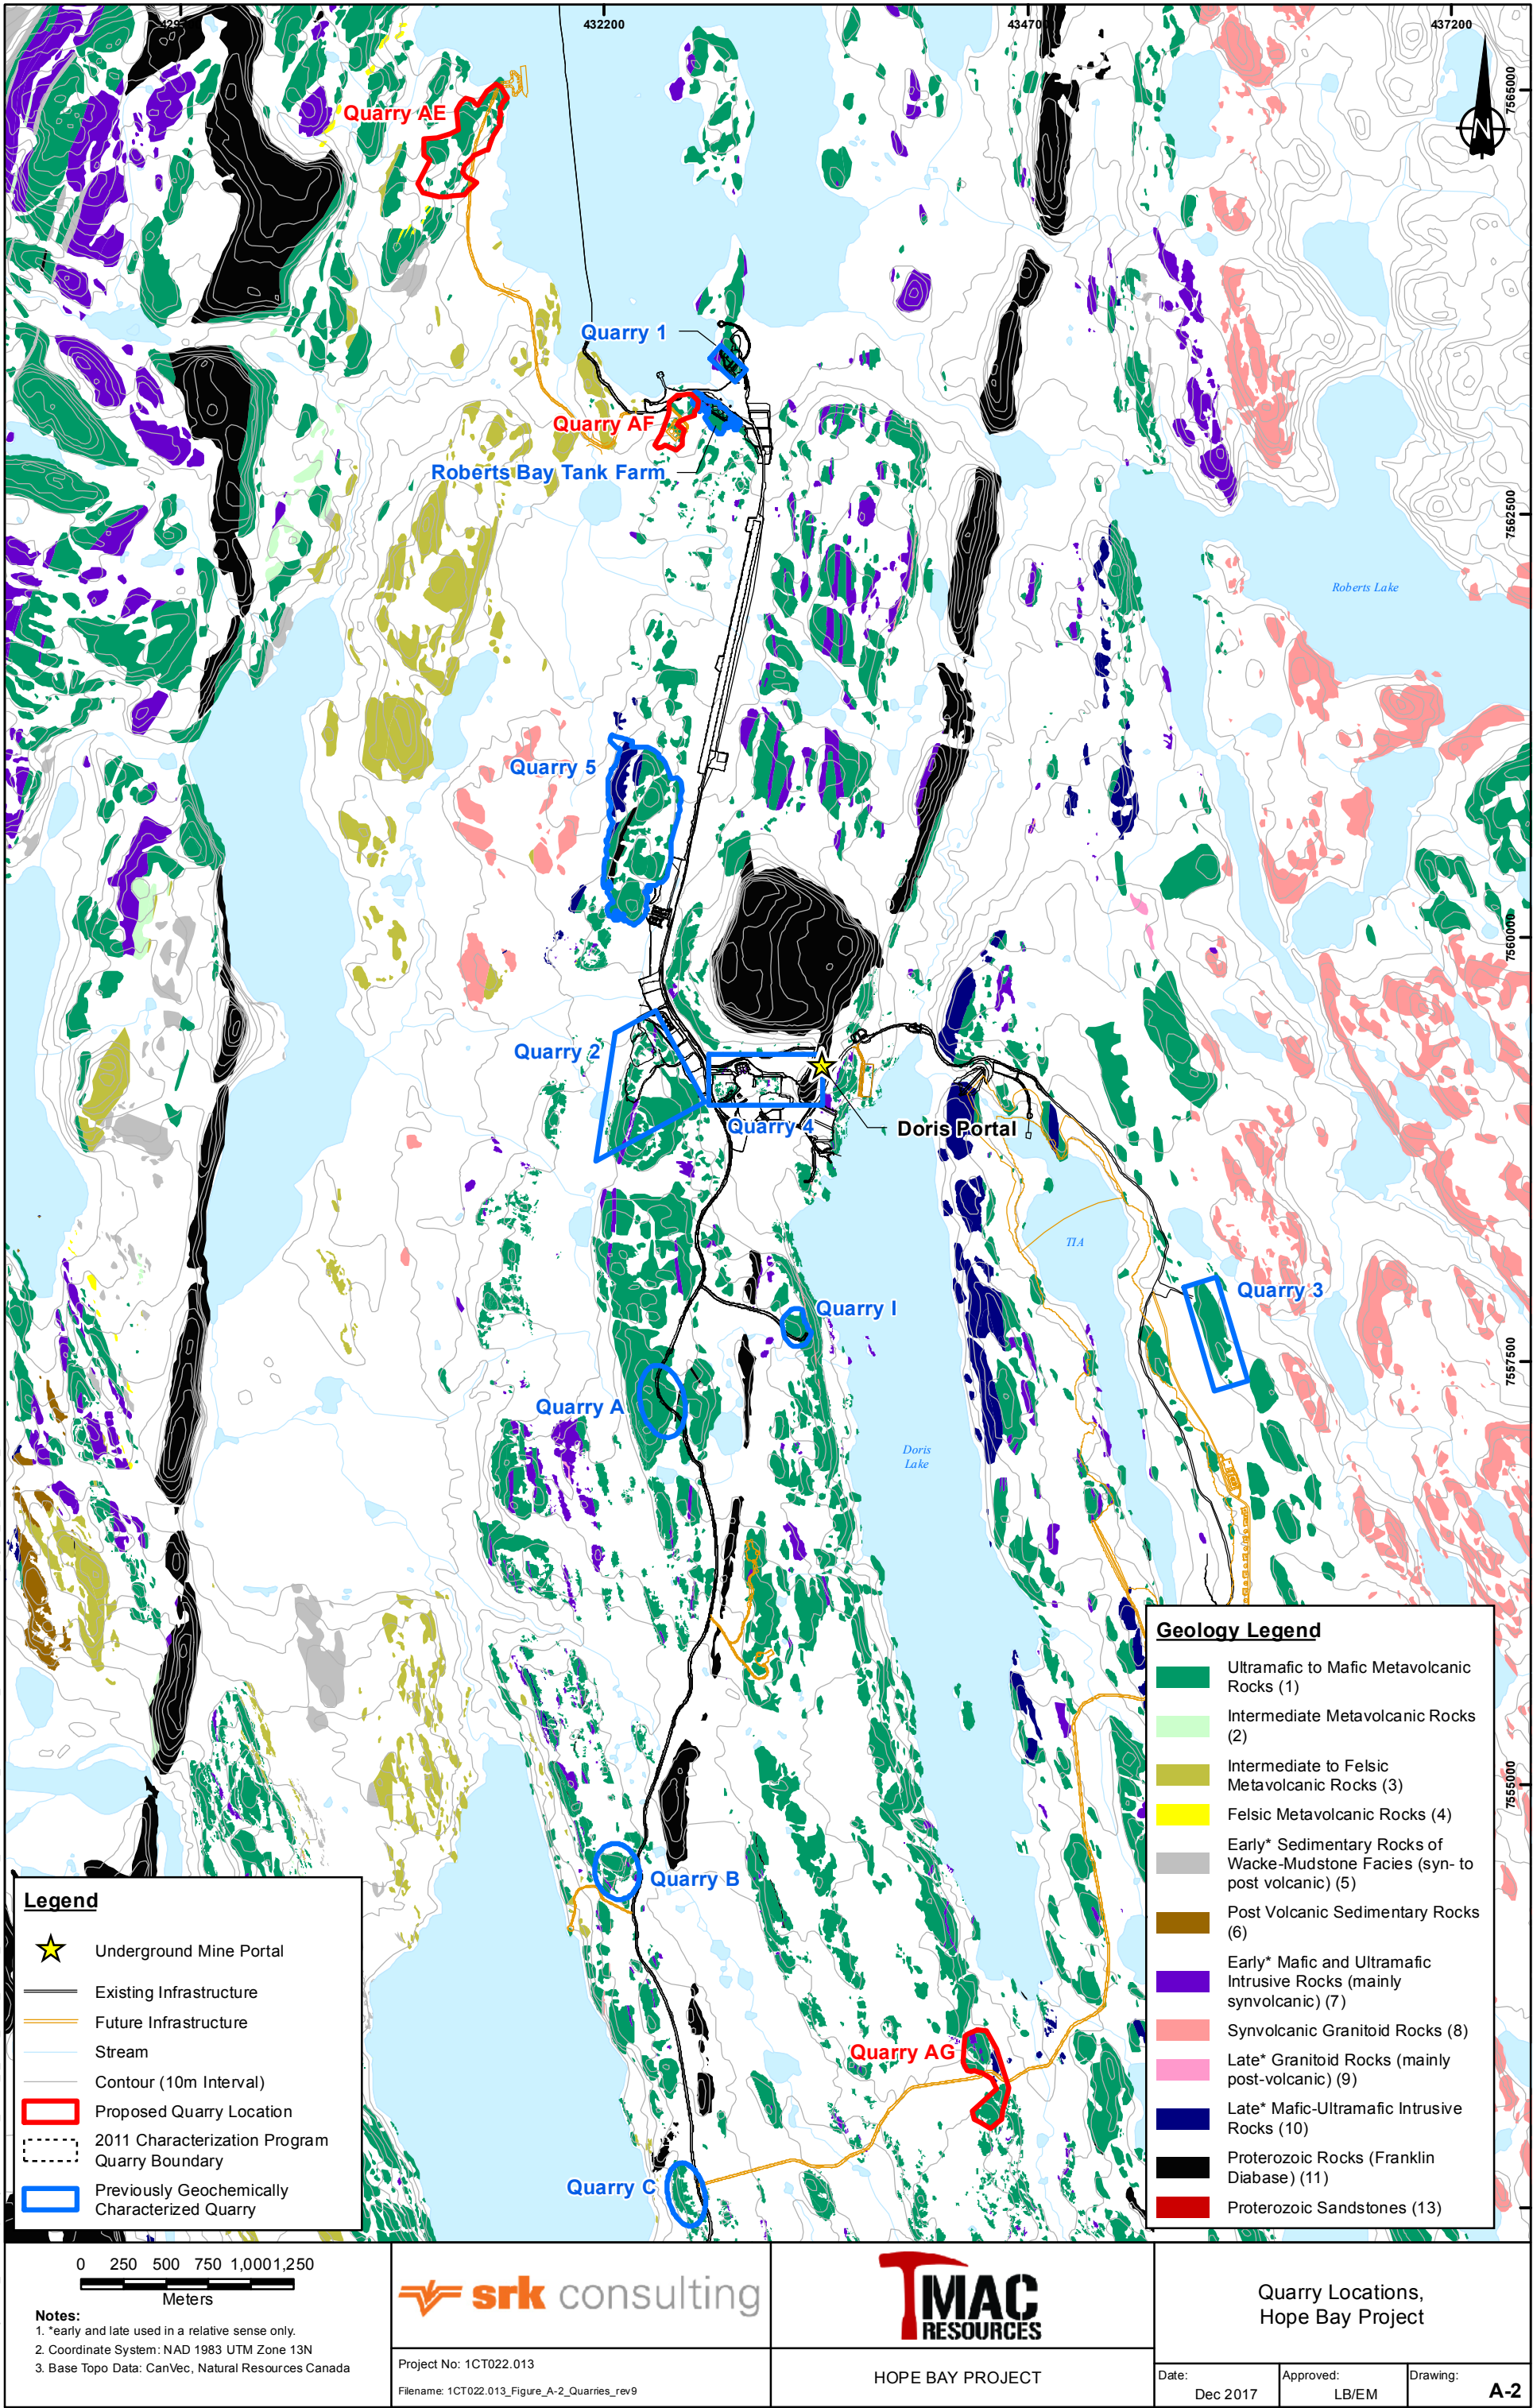 432200
434700
437200
7565000
Quarry AE
N
Quarry 1
Quarry AF
Roberts Bay Tank Farm
7562500
Roberts Lake
Quarry 5
7560000
Quarry 2
Quarry 4
Doris Portal
TIA
Quarry 3
Quarry I
7557500
Quarry A
Doris
Lake
7555000
Quarry B
Quarry AG
Quarry C
Geology Legend
Ultramafic to Mafic Metavolcanic
Rocks (1)
Intermediate Metavolcanic Rocks
(2)
Intermediate to Felsic
Metavolcanic Rocks (3)
Felsic Metavolcanic Rocks (4)
Early* Sedimentary Rocks of
Wacke-Mudstone Facies (syn- to
post volcanic) (5)
Post Volcanic Sedimentary Rocks
(6)
Early* Mafic and Ultramafic
Intrusive Rocks (mainly
synvolcanic) (7)
Synvolcanic Granitoid Rocks (8)
Late* Granitoid Rocks (mainly
post-volcanic) (9)
Late* Mafic-Ultramafic Intrusive
Rocks (10)
Proterozoic Rocks (Franklin
Diabase) (11)
Proterozoic Sandstones (13)
Legend
Underground Mine Portal
Existing Infrastructure
Future Infrastructure
Stream
Contour (10m Interval)
Proposed Quarry Location
2011 Characterization Program
Quarry Boundary
Previously Geochemically
Characterized Quarry
0 250 500 750 1,000 1,250
Meters
Notes:
1. *early and late used in a relative sense only.
2. Coordinate System: NAD 1983 UTM Zone 13N
3. Base Topo Data: CanVec, Natural Resources Canada
srk consulting
Project No: 1CT022.013
Filename: 1CT022.013_Figure_A-2_Quarries_rev9
TMAC
RESOURCES
HOPE BAY PROJECT
Quarry Locations,
Hope Bay Project
Date:
Dec 2017
Approved:
LB/EM
Drawing:
A-2